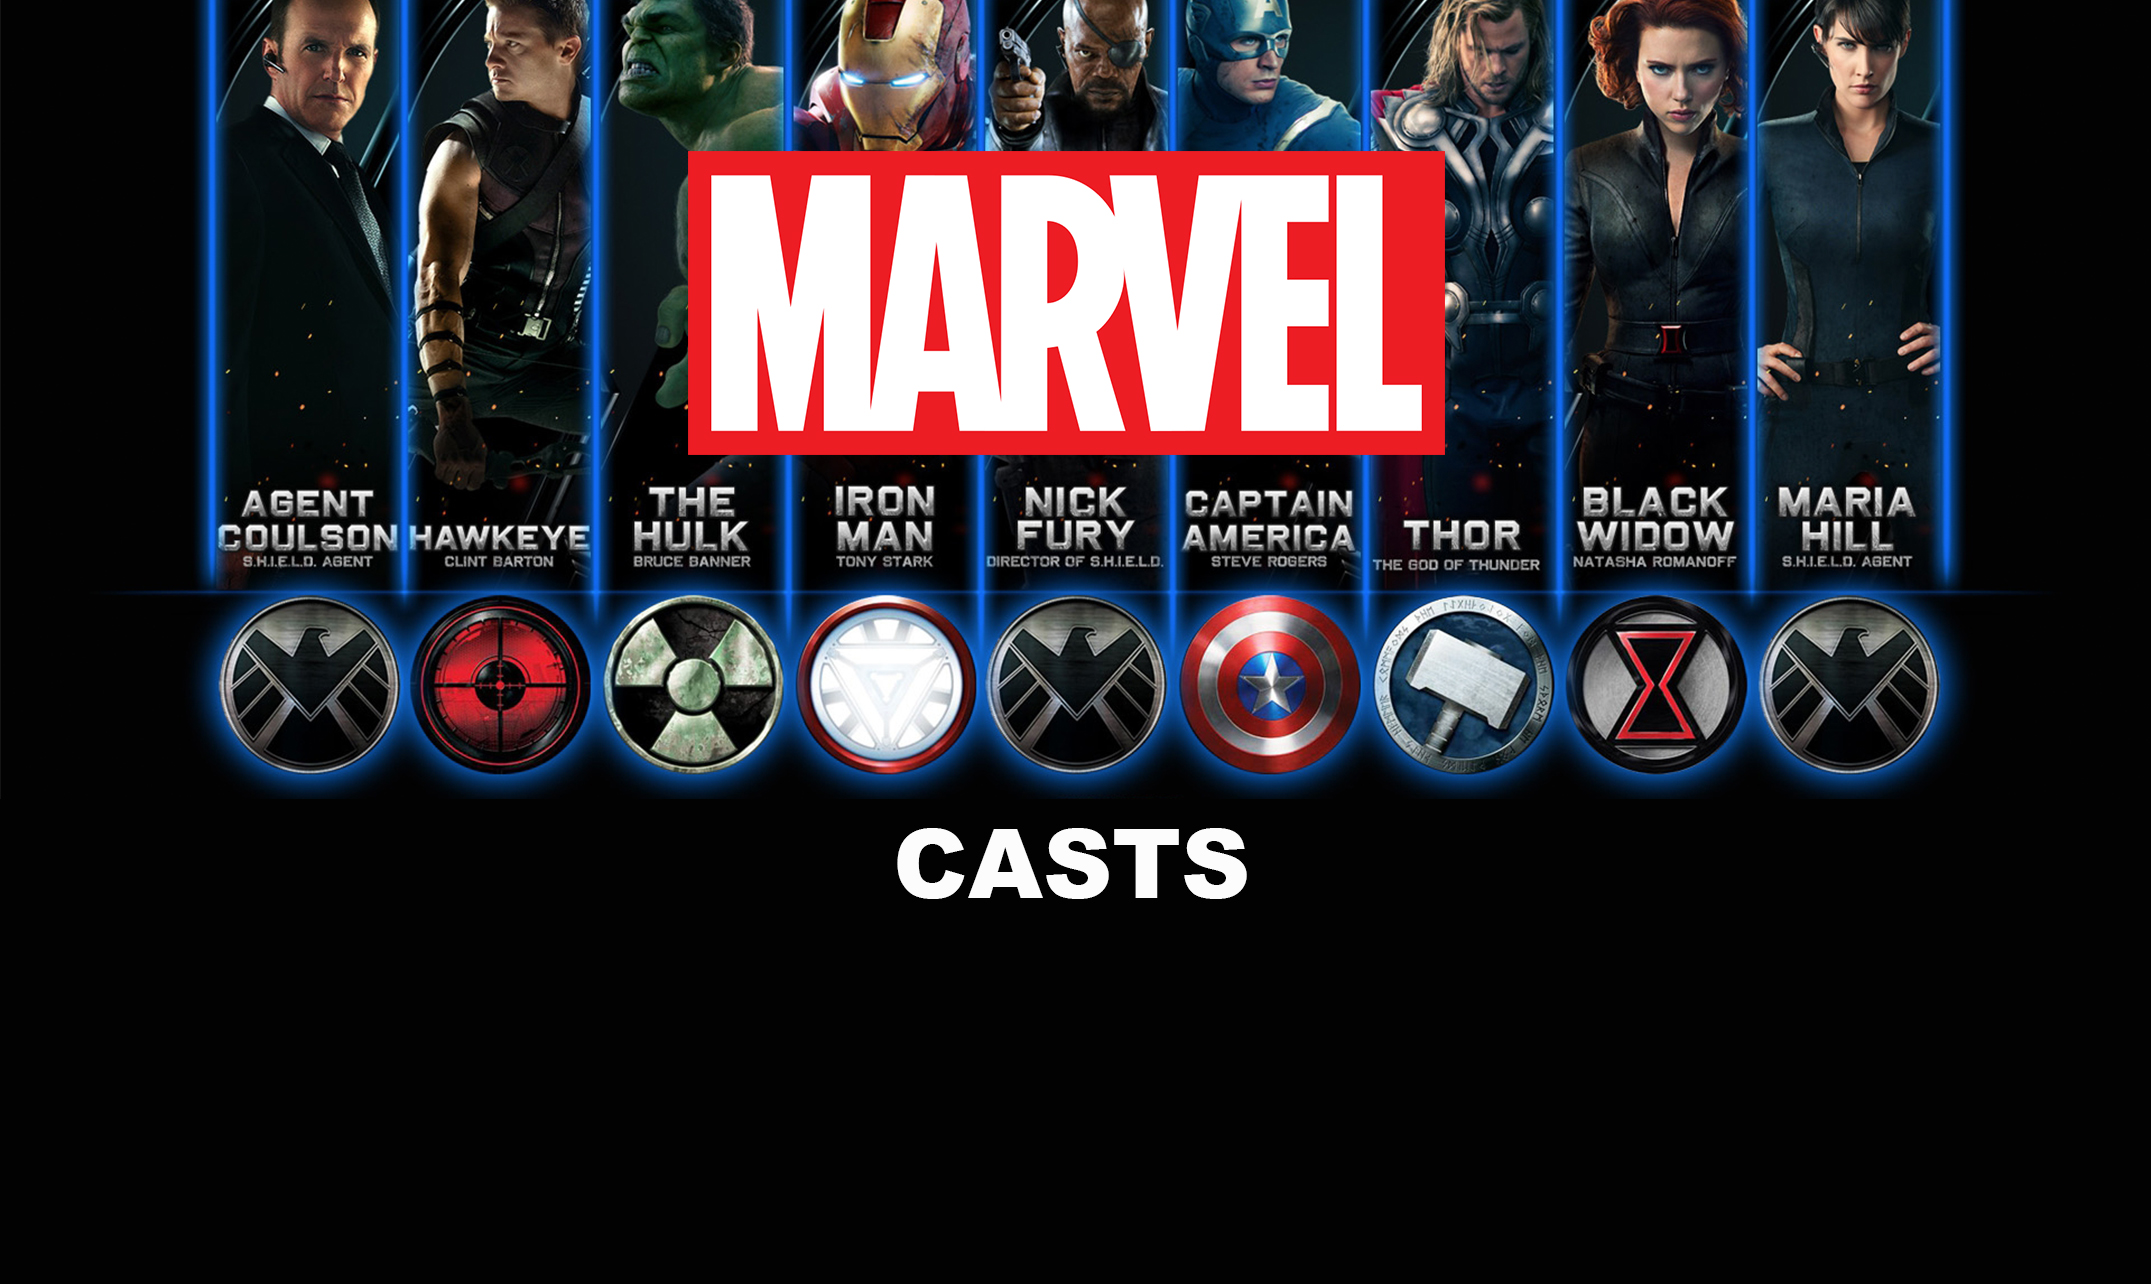 MARVEL
AGENT
COULSON
S.H.I.E.L.D. AGENT
HAWKEYE
CLINT BARTON
THE
HULK
BRUCE BANNER
IRON
MAN
TONY STARK
NICK
FURY
DIRECTOR OF S.H.I.E.L.D.
CAPTAIN
AMERICA
STEVE ROGERS
THOR
THE GOD OF THUNDER
BLACK
WIDOW
NATASHA ROMANOFF
MARIA
HILL
S.H.I.E.L.D. AGENT
CASTS